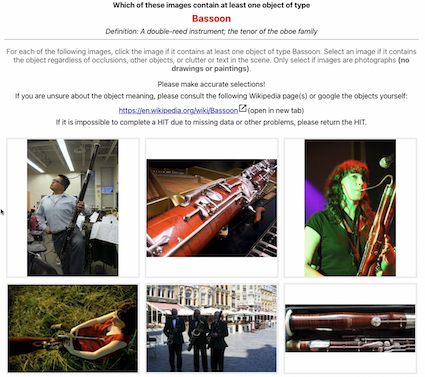 Which of these images contain at least one object of type
Bassoon
Definition: A double-reed instrument; the tenor of the oboe family
For each of the following images, click the image if it contains at least one object of type Bassoon. Select an image if it contains
the object regardless of occlusions, other objects, or clutter or text in the scene. Only select if images are photographs (no
drawings or paintings).
Please make accurate selections!
If you are unsure about the object meaning, please consult the following Wikipedia page(s) or google the objects yourself:
https://en.wikipedia.org/wiki/Bassoon (open in new tab)
If it is impossible to complete a HIT due to missing data or other problems, please return the HIT.